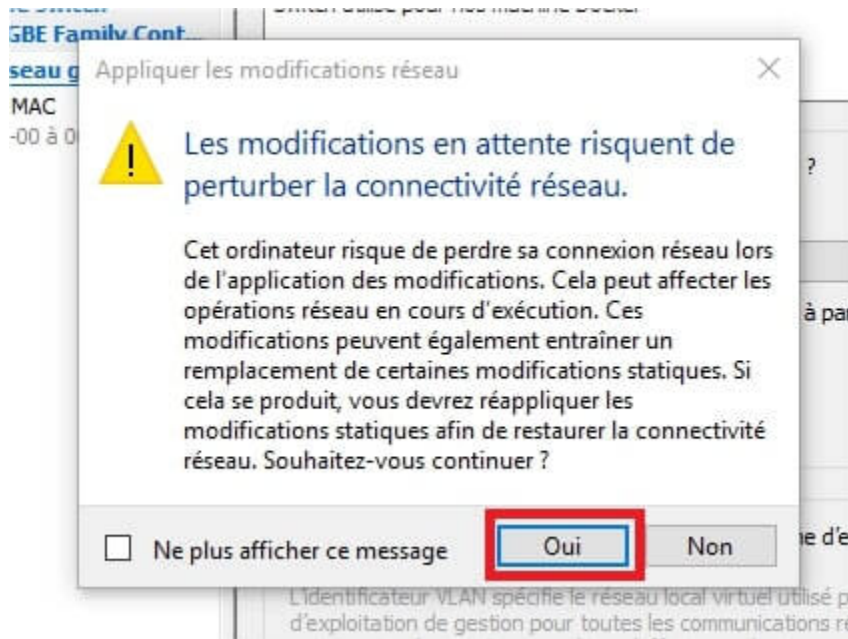 GBE Family Cont...
seau g
MAC
-00 à 0
Appliquer les modifications réseau
Les modifications en attente risquent de
perturber la connectivité réseau.
Cet ordinateur risque de perdre sa connexion réseau lors
de l'application des modifications. Cela peut affecter les
opérations réseau en cours d'exécution. Ces
modifications peuvent également entraîner un
remplacement de certaines modifications statiques. Si
cela se produit, vous devrez réappliquer les
modifications statiques afin de restaurer la connectivité
réseau. Souhaitez-vous continuer ?
Ne plus afficher ce message
Oui
Non
?
à par
e d'e
L'identificateur VLAN spécifie le réseau local virtuel utilisé p
d'exploitation de gestion pour toutes les communications ré